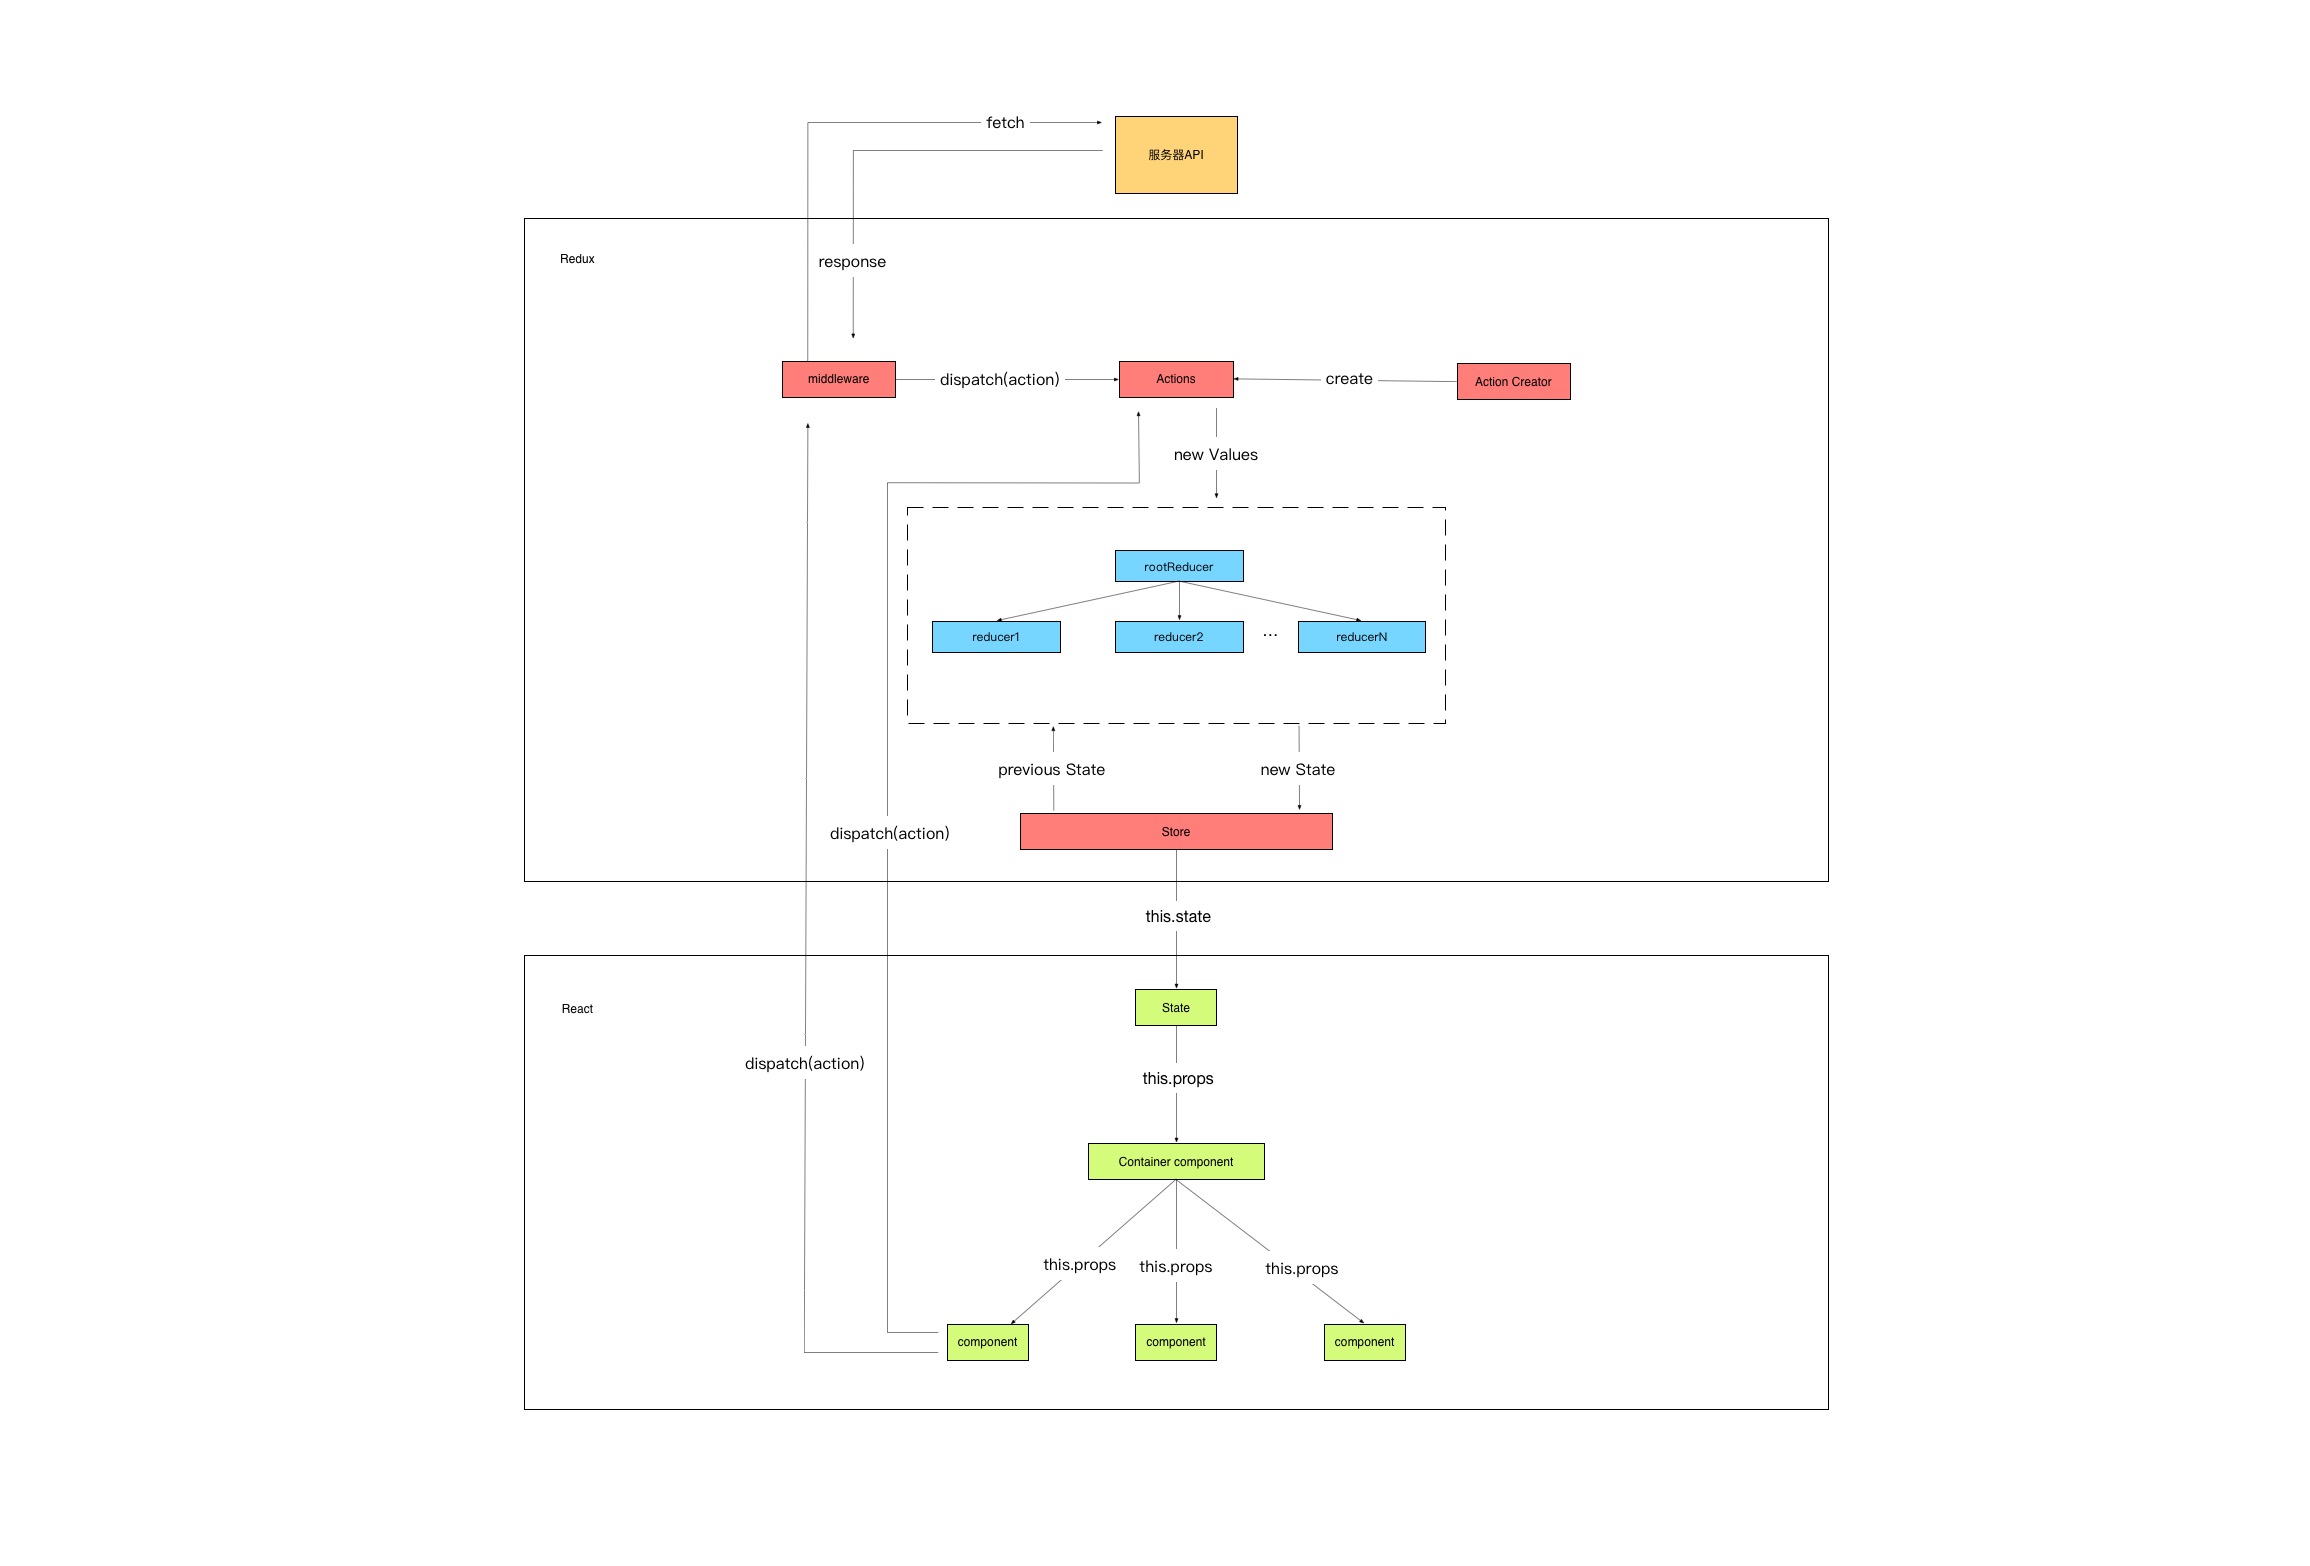 fetch
服务器API
Redux
response
middleware
dispatch(action)
Actions
create
Action Creator
new Values
rootReducer
reducer1
reducer2
...
reducerN
previous State
new State
dispatch(action)
Store
this.state
React
State
dispatch(action)
this.props
Container component
this.props
this.props
this.props
component
component
component